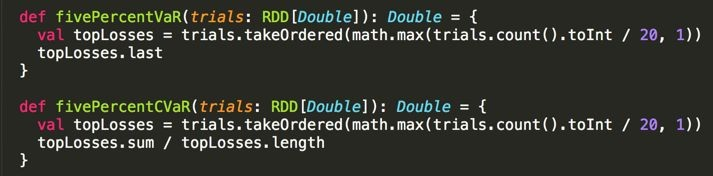 def fivePercentVaR(trials: RDD[Double]): Double = {
  val topLosses = trials.takeOrdered(math.max(trials.count().toInt / 20, 1))
  topLosses.last
}

def fivePercentCVaR(trials: RDD[Double]): Double = {
  val topLosses = trials.takeOrdered(math.max(trials.count().toInt / 20, 1))
  topLosses.sum / topLosses.length
}